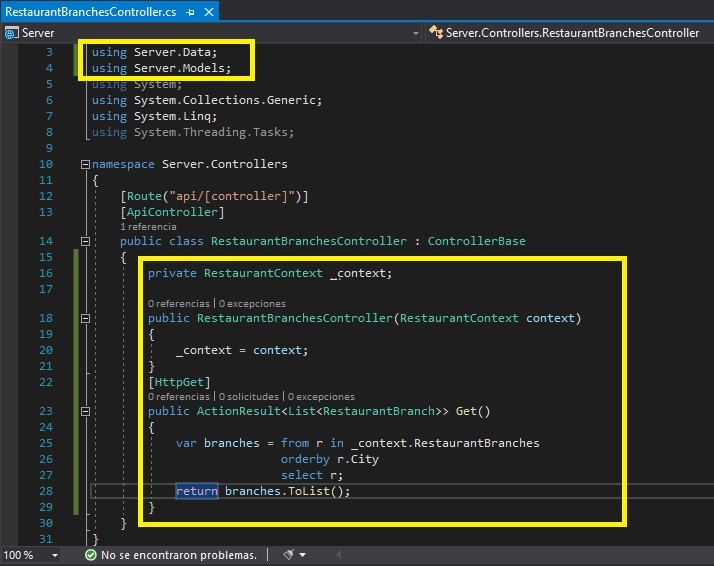 RestaurantBranchesController.cs
Server
Server.Controllers.RestaurantBranchesController
3 using Server.Data;
4 using Server.Models;
5 using System;
6 using System.Collections.Generic;
7 using System.Linq;
8 using System.Threading.Tasks;
9
10 namespace Server.Controllers
11 {
12 [Route("api/[controller]")]
13 [ApiController]
1 referencia
14 public class RestaurantBranchesController : ControllerBase
15 {
16 private RestaurantContext _context;
17
0 referencias | 0 excepciones
18 public RestaurantBranchesController(RestaurantContext context)
19 {
20 _context = context;
21 }
22 [HttpGet]
0 referencias | 0 solicitudes | 0 excepciones
23 public ActionResult<List<RestaurantBranch>> Get()
24 {
25 var branches = from r in _context.RestaurantBranches
26 orderby r.City
27 select r;
28 return branches.ToList();
29 }
30 }
31 }
100 % No se encontraron problemas.